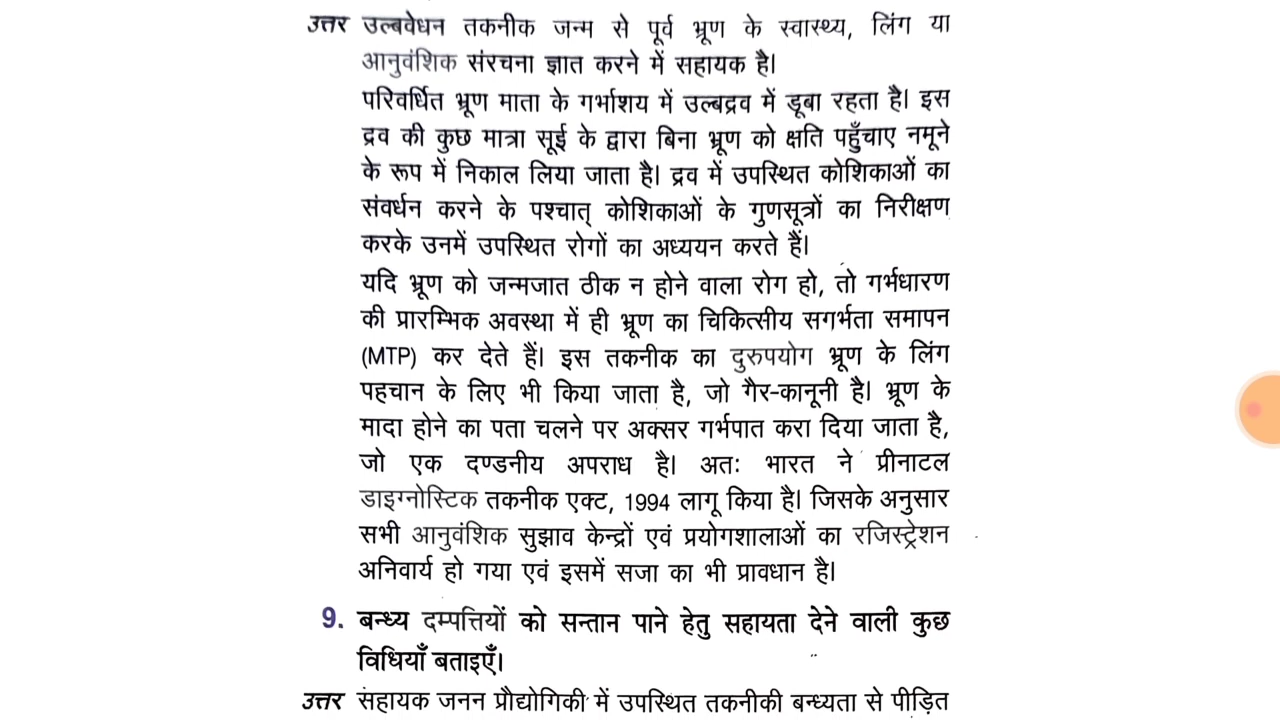 उत्तर उल्बवेधन तकनीक जन्म से पूर्व भ्रूण के स्वास्थ्य, लिंग या
आनुवंशिक संरचना ज्ञात करने में सहायक है।
परिवर्धित भ्रूण माता के गर्भाशय में उल्बद्रव में डूबा रहता है। इस
द्रव की कुछ मात्रा सूई के द्वारा बिना भ्रूण को क्षति पहुँचाए नमूने
के रूप में निकाल लिया जाता है। द्रव में उपस्थित कोशिकाओं का
संवर्धन करने के पश्चात् कोशिकाओं के गुणसूत्रों का निरीक्षण
करके उनमें उपस्थित रोगों का अध्ययन करते हैं।
यदि भ्रूण को जन्मजात ठीक न होने वाला रोग हो, तो गर्भधारण
की प्रारम्भिक अवस्था में ही भ्रूण का चिकित्सीय सगर्भता समापन
(MTP) कर देते हैं। इस तकनीक का दुरुपयोग भ्रूण के लिंग
पहचान के लिए भी किया जाता है, जो गैर-कानूनी है। भ्रूण के
मादा होने का पता चलने पर अक्सर गर्भपात करा दिया जाता है,
जो एक दण्डनीय अपराध है। अतः भारत ने प्रीनाटल
डाइग्नोस्टिक तकनीक एक्ट, 1994 लागू किया है। जिसके अनुसार
सभी आनुवंशिक सुझाव केन्द्रों एवं प्रयोगशालाओं का रजिस्ट्रेशन
अनिवार्य हो गया एवं इसमें सजा का भी प्रावधान है।
9. बन्ध्य दम्पत्तियों को सन्तान पाने हेतु सहायता देने वाली कुछ
विधियाँ बताइएँ।
उत्तर सहायक जनन प्रौद्योगिकी में उपस्थित तकनीकी बन्ध्यता से पीड़ित